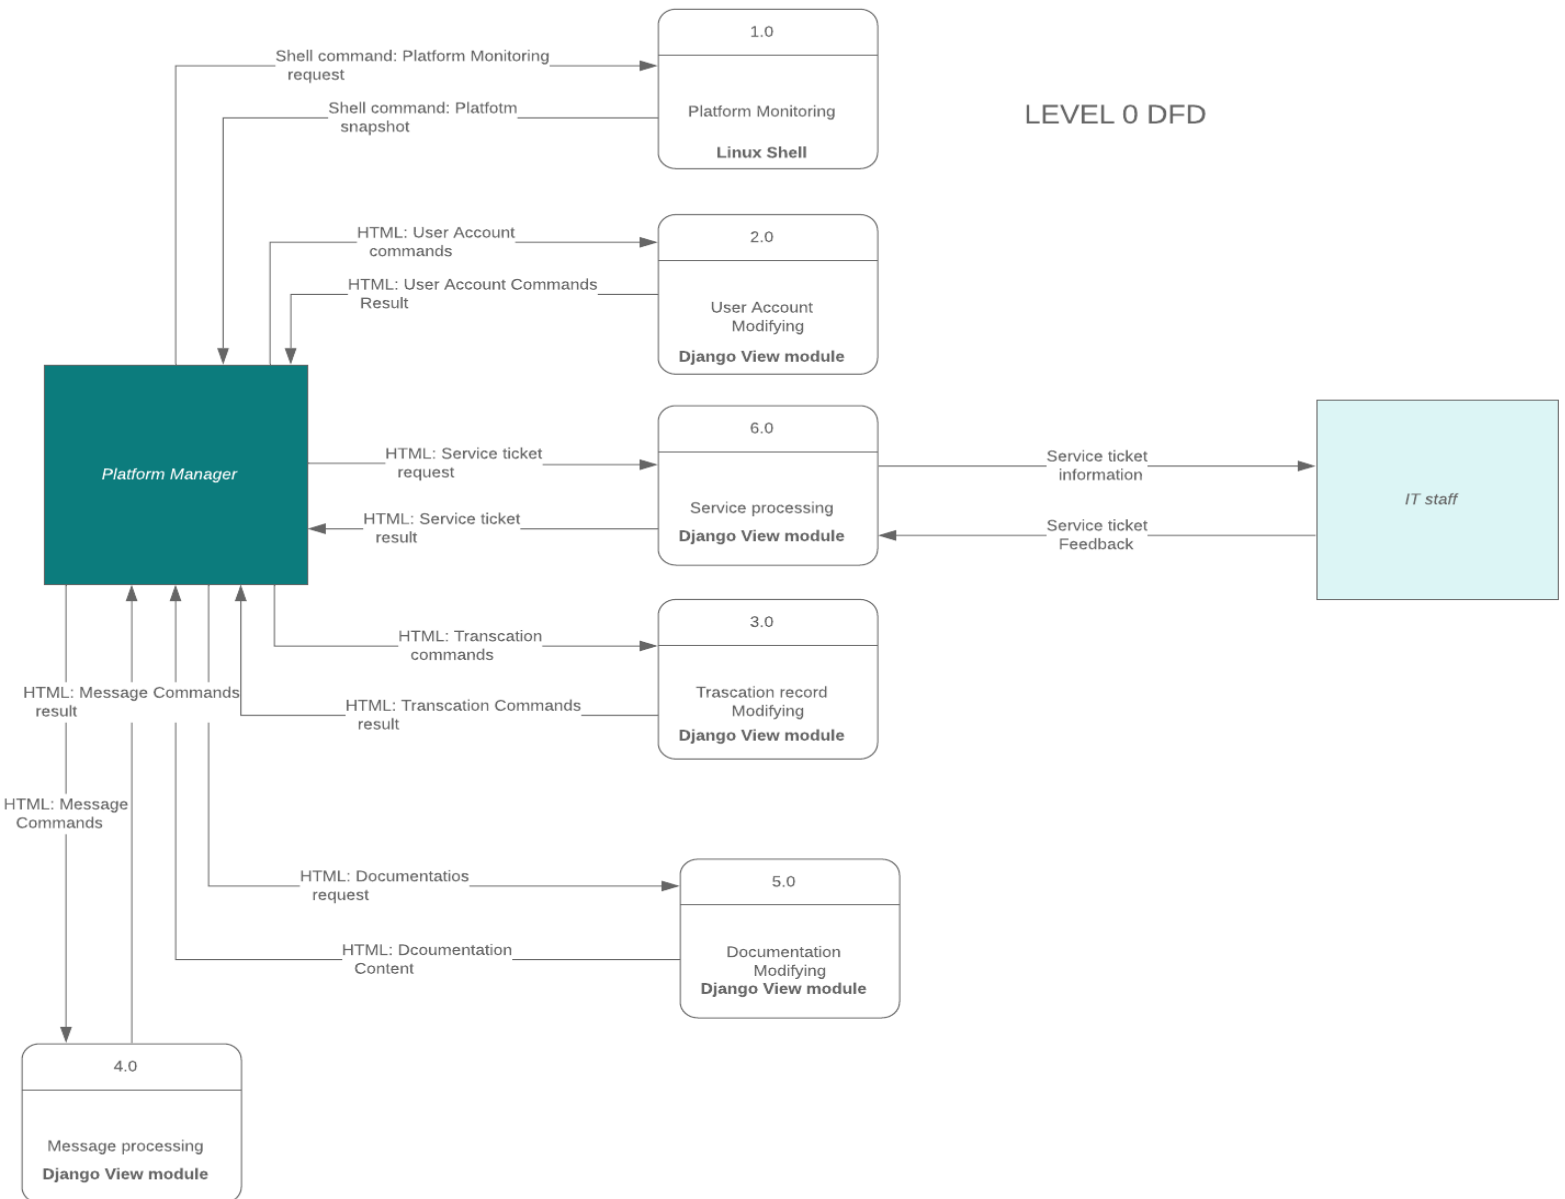 1.0
Shell command: Platform Monitoring
request
Shell command: Platfotm
snapshot
Platform Monitoring
Linux Shell
LEVEL 0 DFD
2.0
HTML: User Account
commands
HTML: User Account Commands
Result
User Account
Modifying
Django View module
Platform Manager
6.0
HTML: Service ticket
request
HTML: Service ticket
result
Service processing
Django View module
Service ticket
information
Service ticket
Feedback
IT staff
3.0
HTML: Transcation
commands
HTML: Transcation Commands
result
Trascation record
Modifying
Django View module
HTML: Message Commands
result
HTML: Message
Commands
5.0
HTML: Documentatios
request
HTML: Dcoumentation
Content
Documentation
Modifying
Django View module
4.0
Message processing
Django View module